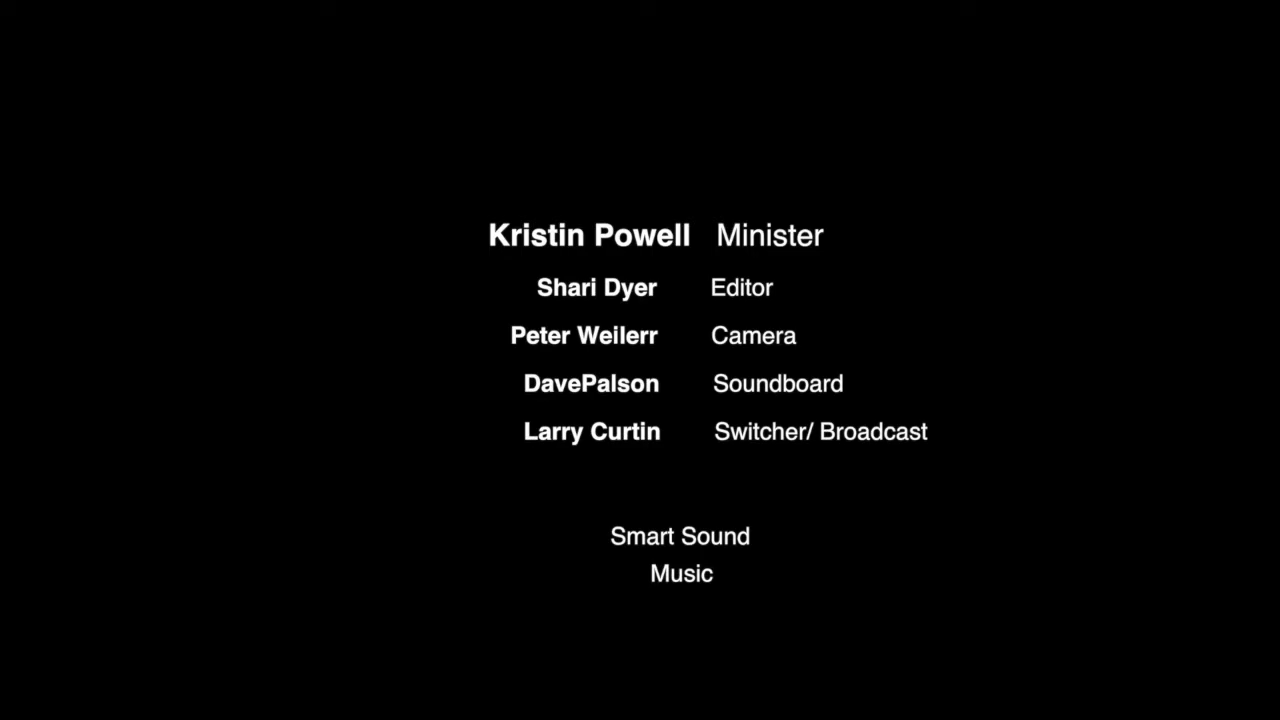 Kristin Powell Minister
Shari Dyer Editor
Peter Weilerr Camera
DavePalson Soundboard
Larry Curtin Switcher/ Broadcast
Smart Sound
Music